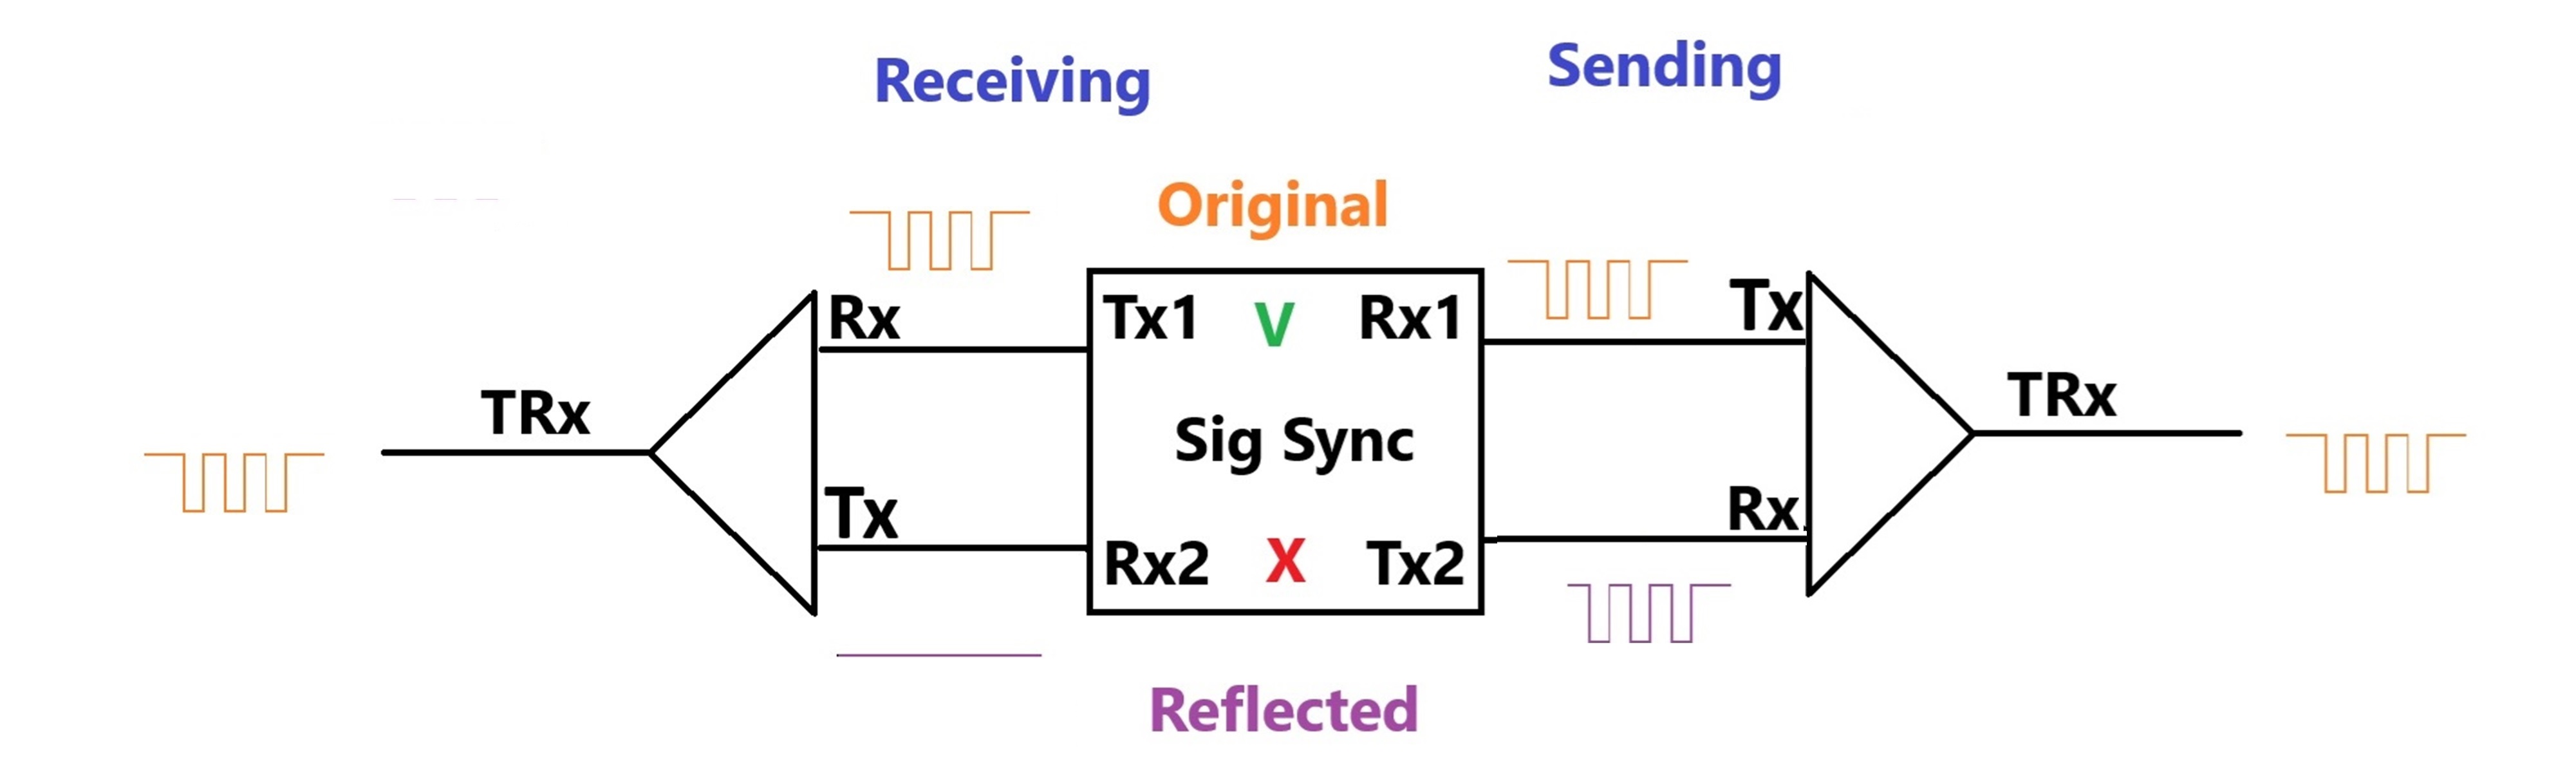 Receiving
Sending
Original
Rx
Tx1
V
Rx1
Tx
TRx
Sig Sync
TRx
Tx
Rx2
X
Tx2
Rx
Reflected